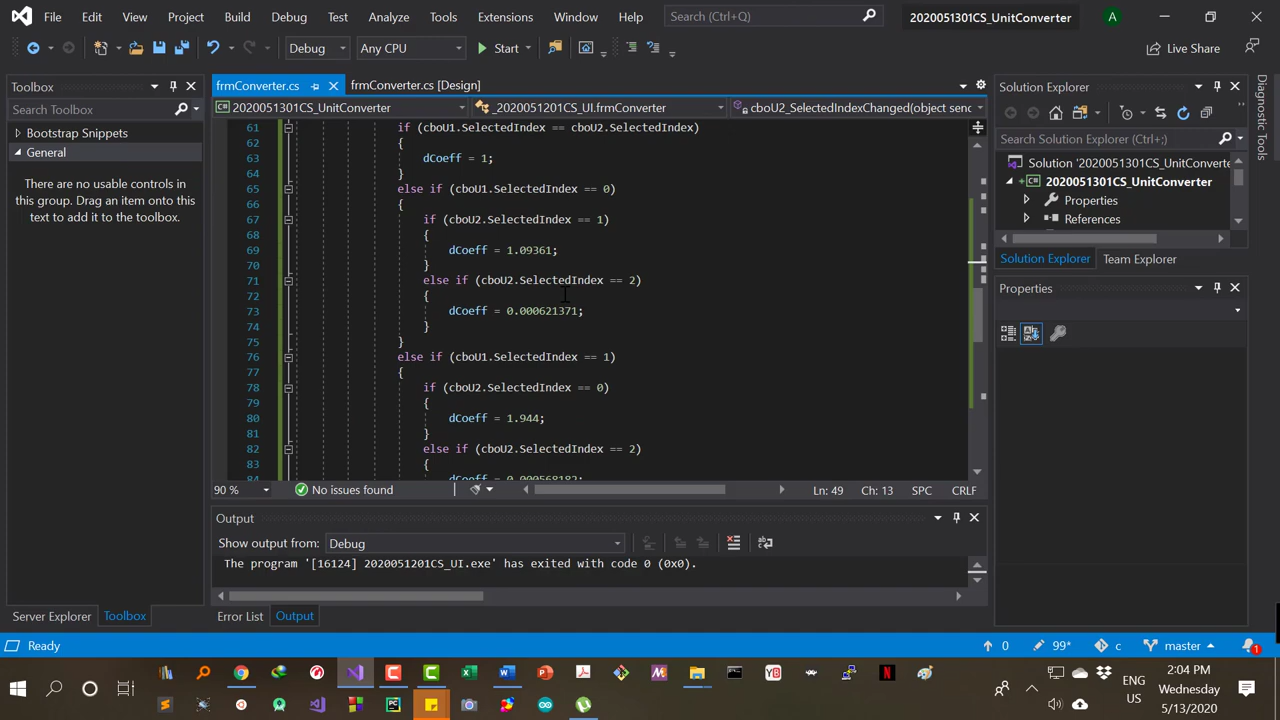 File Edit View Project Build Debug Test Analyze Tools Extensions Window Help Search (Ctrl+Q) 2020051301CS_UnitConverter A
Debug Any CPU Start Live Share
Toolbox
Search Toolbox
Bootstrap Snippets
General
There are no usable controls in
this group. Drag an item onto this
text to add it to the toolbox.
Server Explorer Toolbox
frmConverter.cs frmConverter.cs [Design]
2020051301CS_UnitConverter _2020051201CS_UI.frmConverter cboU2_SelectedIndexChanged(object senc
61 if (cboU1.SelectedIndex == cboU2.SelectedIndex)
62 {
63 dCoeff = 1;
64 }
65 else if (cboU1.SelectedIndex == 0)
66 {
67 if (cboU2.SelectedIndex == 1)
68 {
69 dCoeff = 1.09361;
70 }
71 else if (cboU2.SelectedIndex == 2)
72 {
73 dCoeff = 0.000621371;
74 }
75 }
76 else if (cboU1.SelectedIndex == 1)
77 {
78 if (cboU2.SelectedIndex == 0)
79 {
80 dCoeff = 1.944;
81 }
82 else if (cboU2.SelectedIndex == 2)
83 {
84 dCoeff = 0.000568182;
90 % No issues found Ln: 49 Ch: 13 SPC CRLF
Output
Show output from: Debug
The program '[16124] 2020051201CS_UI.exe' has exited with code 0 (0x0).
Error List Output
Solution Explorer
Search Solution Explorer (Ctrl+;)
Solution '2020051301CS_UnitConverte
2020051301CS_UnitConverter
Properties
References
Solution Explorer Team Explorer
Properties
Diagnostic Tools
Ready 0 99* c master 1
ENG
US
2:04 PM
Wednesday
5/13/2020